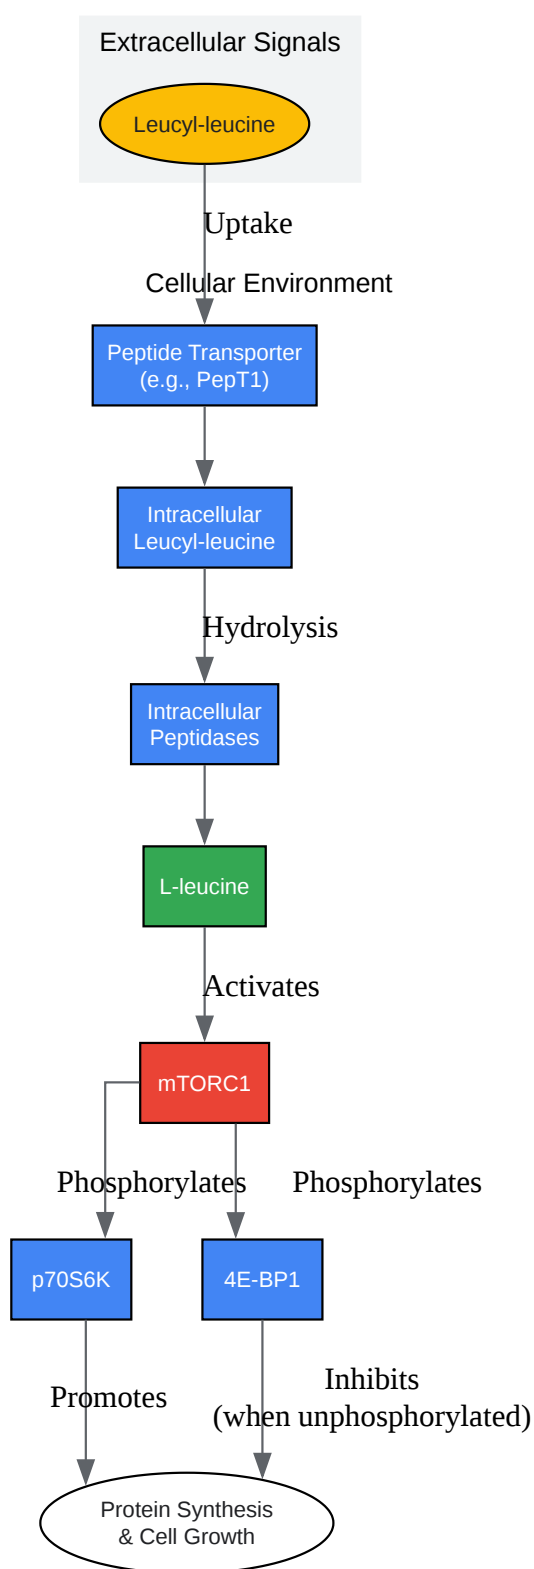 Extracellular Signals
Leucyl-leucine
Uptake
Cellular Environment
Peptide Transporter
(e.g., PepT1)
Intracellular
Leucyl-leucine
Hydrolysis
Intracellular
Peptidases
L-leucine
Activates
mTORC1
Phosphorylates
Phosphorylates
p70S6K
4E-BP1
Promotes
Inhibits
(when unphosphorylated)
Protein Synthesis
& Cell Growth